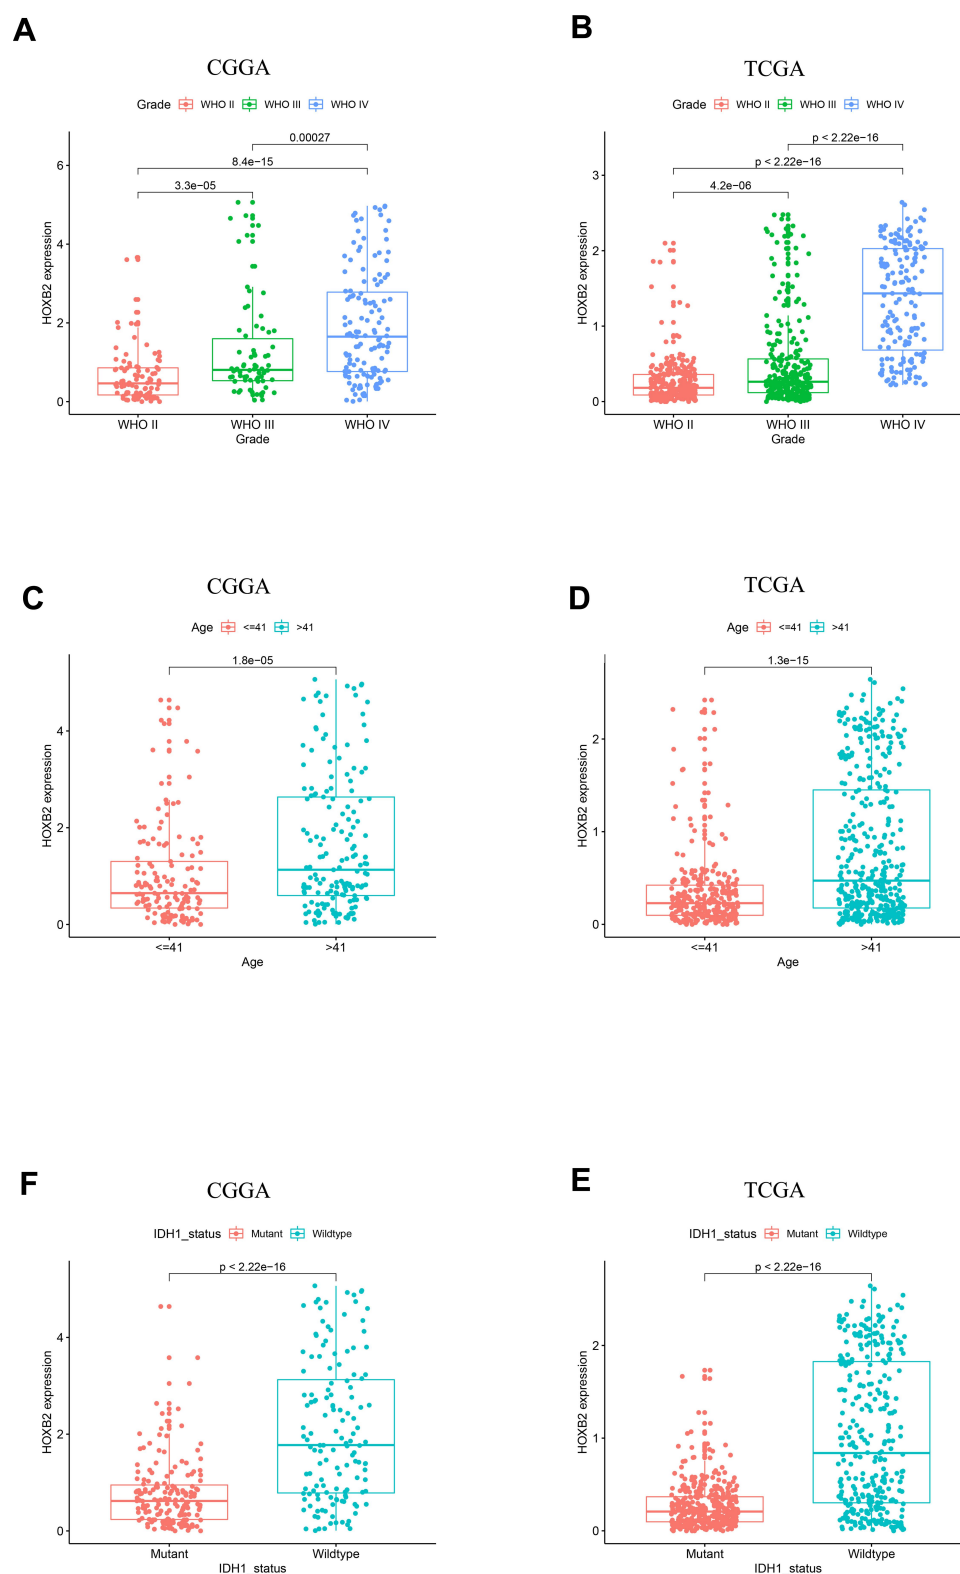 A
CGGA
Grade WHO II WHO III WHO IV
0.00027
8.4e−15
3.3e−05
6
4
2
0
HOXB2 expression
WHO II WHO III WHO IV
Grade
B
TCGA
Grade WHO II WHO III WHO IV
p < 2.22e−16
p < 2.22e−16
4.2e−06
3
2
1
0
HOXB2 expression
WHO II WHO III WHO IV
Grade
C
CGGA
Age <=41 >41
1.8e−05
4
2
0
HOXB2 expression
<=41 >41
Age
D
TCGA
Age <=41 >41
1.3e−15
2
1
0
HOXB2 expression
<=41 >41
Age
F
CGGA
IDH1_status Mutant Wildtype
p < 2.22e−16
4
2
0
HOXB2 expression
Mutant Wildtype
IDH1 status
E
TCGA
IDH1_status Mutant Wildtype
p < 2.22e−16
2
1
0
HOXB2 expression
Mutant Wildtype
IDH1 status